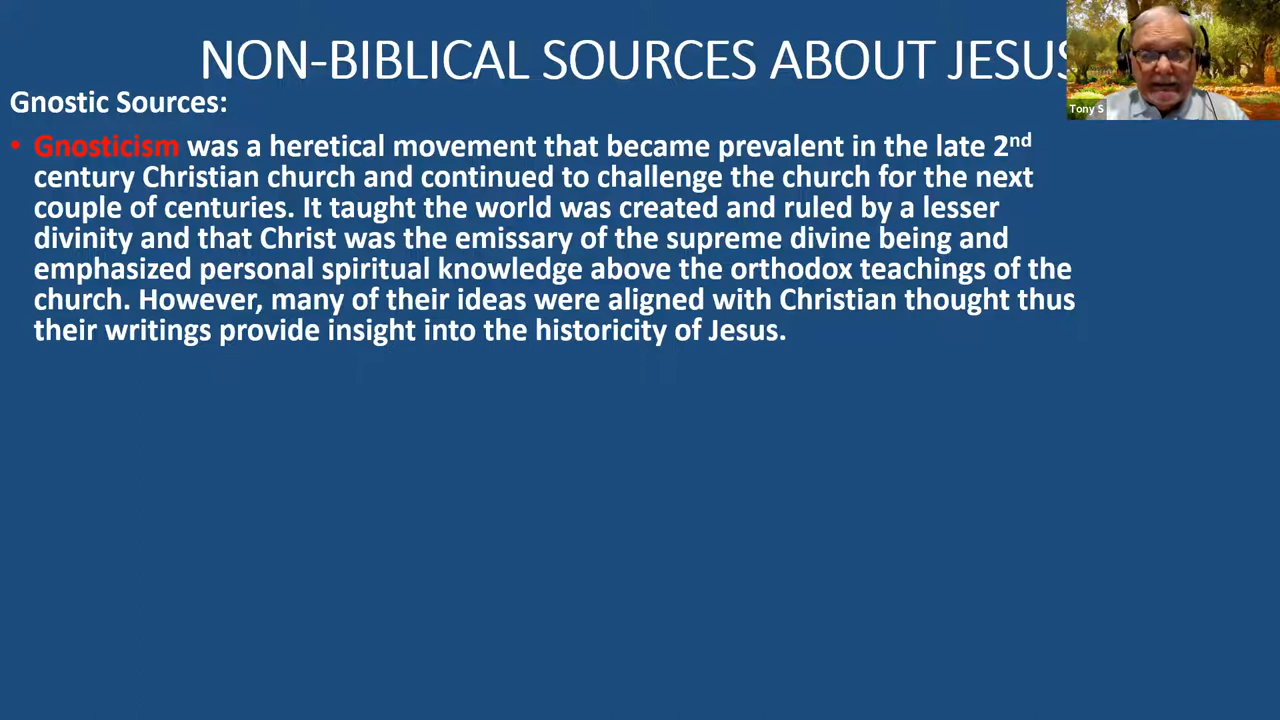 NON-BIBLICAL SOURCES ABOUT JESUS
Gnostic Sources:
• Gnosticism was a heretical movement that became prevalent in the late 2nd
century Christian church and continued to challenge the church for the next
couple of centuries. It taught the world was created and ruled by a lesser
divinity and that Christ was the emissary of the supreme divine being and
emphasized personal spiritual knowledge above the orthodox teachings of the
church. However, many of their ideas were aligned with Christian thought thus
their writings provide insight into the historicity of Jesus.
Tony S